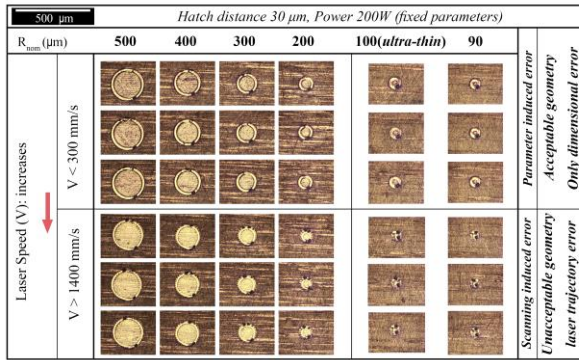 500 μm
Hatch distance 30 μm, Power 200W (fixed parameters)
R_nom (μm)
500
400
300
200
100(ultra-thin)
90
Laser Speed (V): increases
V < 300 mm/s
V > 1400 mm/s
Parameter induced error
Acceptable geometry
Only dimensional error
Scanning induced error
Unacceptable geometry
laser trajectory error